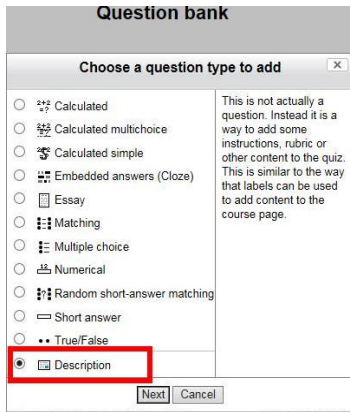 Question bank
Choose a question type to add
x
Calculated
Calculated multichoice
Calculated simple
Embedded answers (Cloze)
Essay
Matching
Multiple choice
Numerical
Random short-answer matching
Short answer
True/False
Description
This is not actually a
question. Instead it is a
way to add some
instructions, rubric or
other content to the quiz.
This is similar to the way
that labels can be used
to add content to the
course page.
Next Cancel